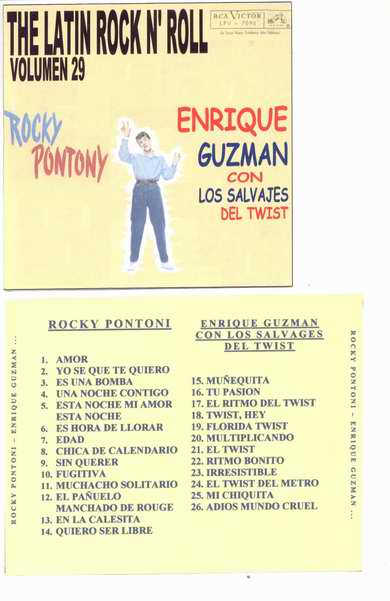 THE LATIN ROCK N' ROLL
VOLUMEN 29
RCA VICTOR
ROCKY
PONTONY
ENRIQUE
GUZMAN
CON
LOS SALVAJES
DEL TWIST
ROCKY PONTONI
1. AMOR
2. YO SE QUE TE QUIERO
3. ES UNA BOMBA
4. UNA NOCHE CONTIGO
5. ESTA NOCHE MI AMOR
ESTA NOCHE
6. ES HORA DE LLORAR
7. EDAD
8. CHICA DE CALENDARIO
9. SIN QUERER
10. FUGITIVA
11. MUCHACHO SOLITARIO
12. EL PAÑUELO
MANCHADO DE ROUGE
13. EN LA CALESITA
14. QUIERO SER LIBRE
ENRIQUE GUZMAN
CON LOS SALVAGES
DEL TWIST
15. MUÑEQUITA
16. TU PASION
17. EL RITMO DEL TWIST
18. TWIST, HEY
19. FLORIDA TWIST
20. MULTIPLICANDO
21. EL TWIST
22. RITMO BONITO
23. IRRESISTIBLE
24. EL TWIST DEL METRO
25. MI CHIQUITA
26. ADIOS MUNDO CRUEL
ROCKY PONTONI – ENRIQUE GUZMAN ...
ROCKY PONTONI – ENRIQUE GUZMAN ...